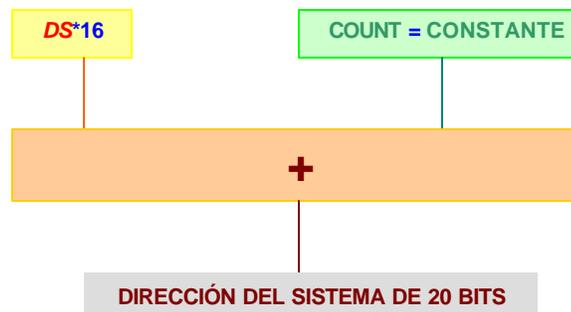 DS*16
COUNT = CONSTANTE
+
DIRECCIÓN DEL SISTEMA DE 20 BITS